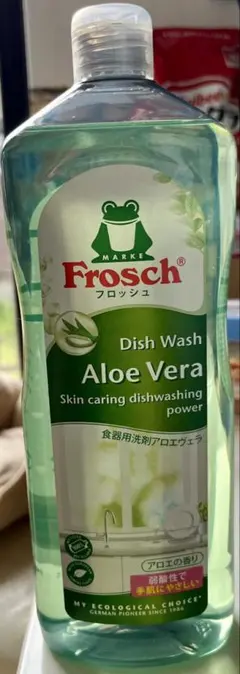 MARKE
Frosch®
フロッシュ
Dish Wash
Aloe Vera
Skin caring dishwashing
power
食器用洗剤アロエヴェラ
アロエの香り
弱酸性で
手肌にやさしい
MY ECOLOGICAL CHOICE
GERMAN PIONEER SINCE 1986